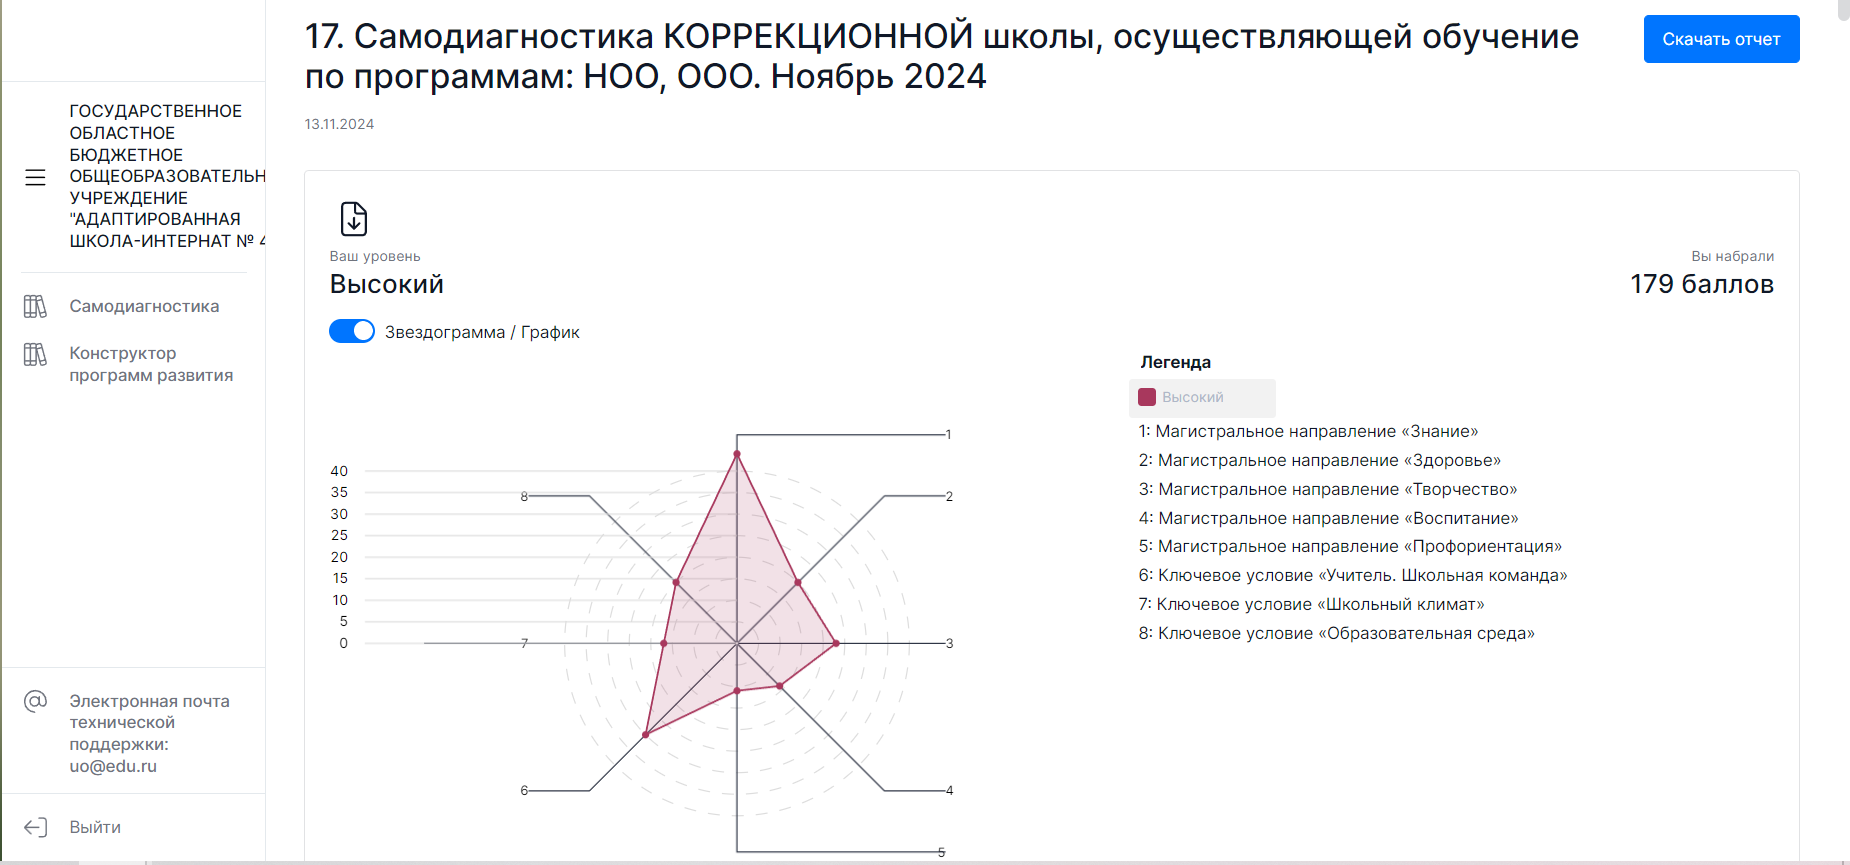 17. Самодиагностика КОРРЕКЦИОННОЙ школы, осуществляющей обучение
по программам: НОО, ООО. Ноябрь 2024
Скачать отчет
13.11.2024
ГОСУДАРСТВЕННОЕ
ОБЛАСТНОЕ
БЮДЖЕТНОЕ
ОБЩЕОБРАЗОВАТЕЛЬН
УЧРЕЖДЕНИЕ
"АДАПТИРОВАННАЯ
ШКОЛА-ИНТЕРНАТ № 4
Самодиагностика
Конструктор
программ развития
Электронная почта
технической
поддержки:
uo@edu.ru
Выйти
Ваш уровень
Высокий
Вы набрали
179 баллов
Звездограмма / График
40
35
30
25
20
15
10
5
0
1
2
3
4
5
6
7
8
Легенда
Высокий
1: Магистральное направление «Знание»
2: Магистральное направление «Здоровье»
3: Магистральное направление «Творчество»
4: Магистральное направление «Воспитание»
5: Магистральное направление «Профориентация»
6: Ключевое условие «Учитель. Школьная команда»
7: Ключевое условие «Школьный климат»
8: Ключевое условие «Образовательная среда»